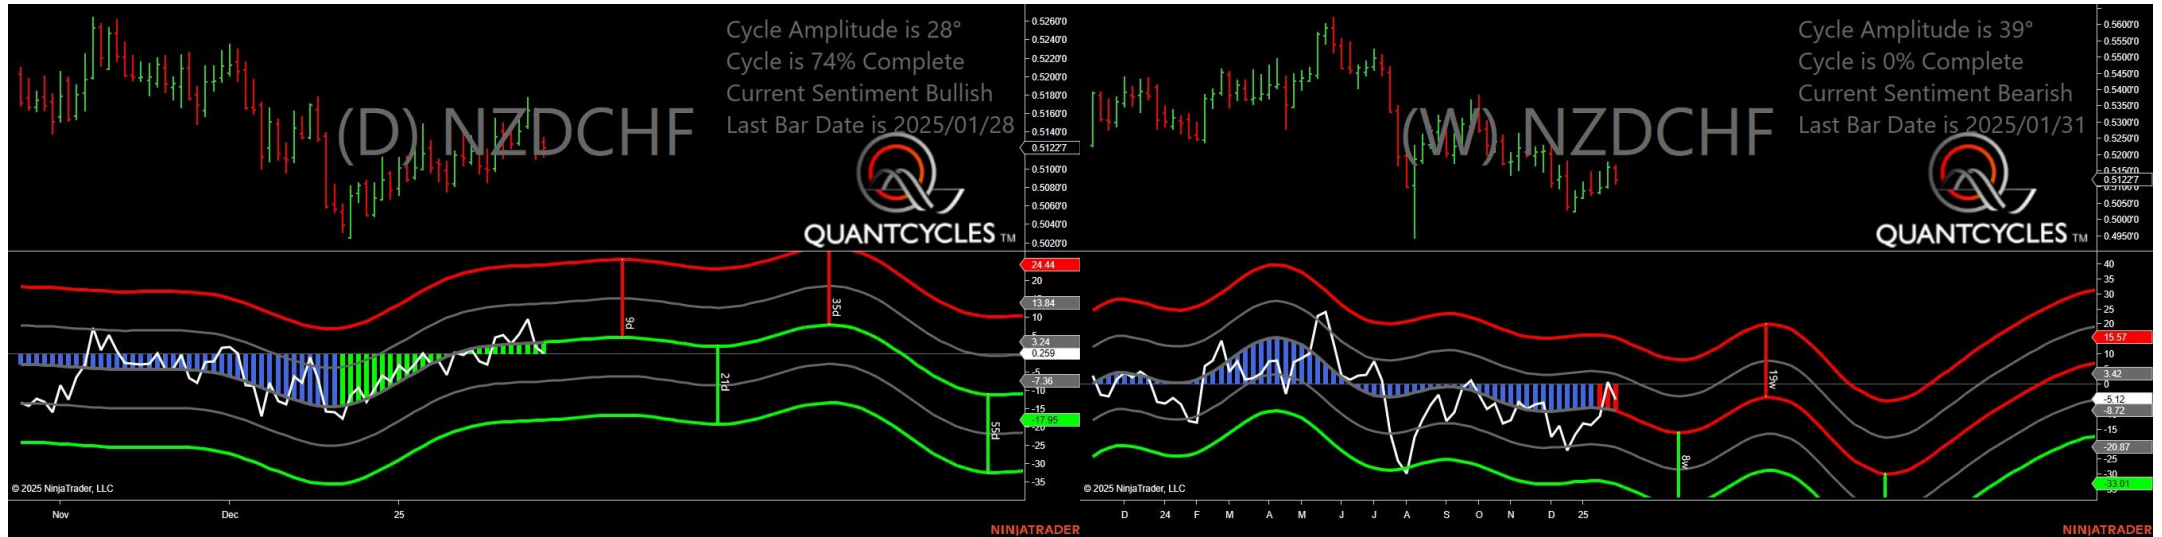 Cycle Amplitude is 28°
Cycle is 74% Complete
Current Sentiment Bullish
Last Bar Date is 2025/01/28
(D) NZDCHF
QUANTCYCLES TM
0.5260'0
0.5240'0
0.5220'0
0.5200'0
0.5180'0
0.5160'0
0.5140'0
0.51227
0.5100'0
0.5080'0
0.5060'0
0.5040'0
0.5020'0
24.44
20
13.84
10
3.24
0.259
-5
-7.36
-10
-15
-17.95
-20
-25
-30
-35
9d
21d
35d
55d
© 2025 NinjaTrader, LLC
Nov
Dec
25
NINJATRADER
Cycle Amplitude is 39°
Cycle is 0% Complete
Current Sentiment Bearish
Last Bar Date is 2025/01/31
(W) NZDCHF
QUANTCYCLES TM
0.5600'0
0.5550'0
0.5500'0
0.5450'0
0.5400'0
0.5350'0
0.5300'0
0.5250'0
0.5200'0
0.5150'0
0.51227
0.5100'0
0.5050'0
0.5000'0
0.4950'0
40
35
30
25
20
15.57
10
3.42
0
-5.12
-8.72
-15
-20.87
-25
-30
-33.01
8w
19w
© 2025 NinjaTrader, LLC
D 24 F M A M J J A S O N D 25
NINJATRADER